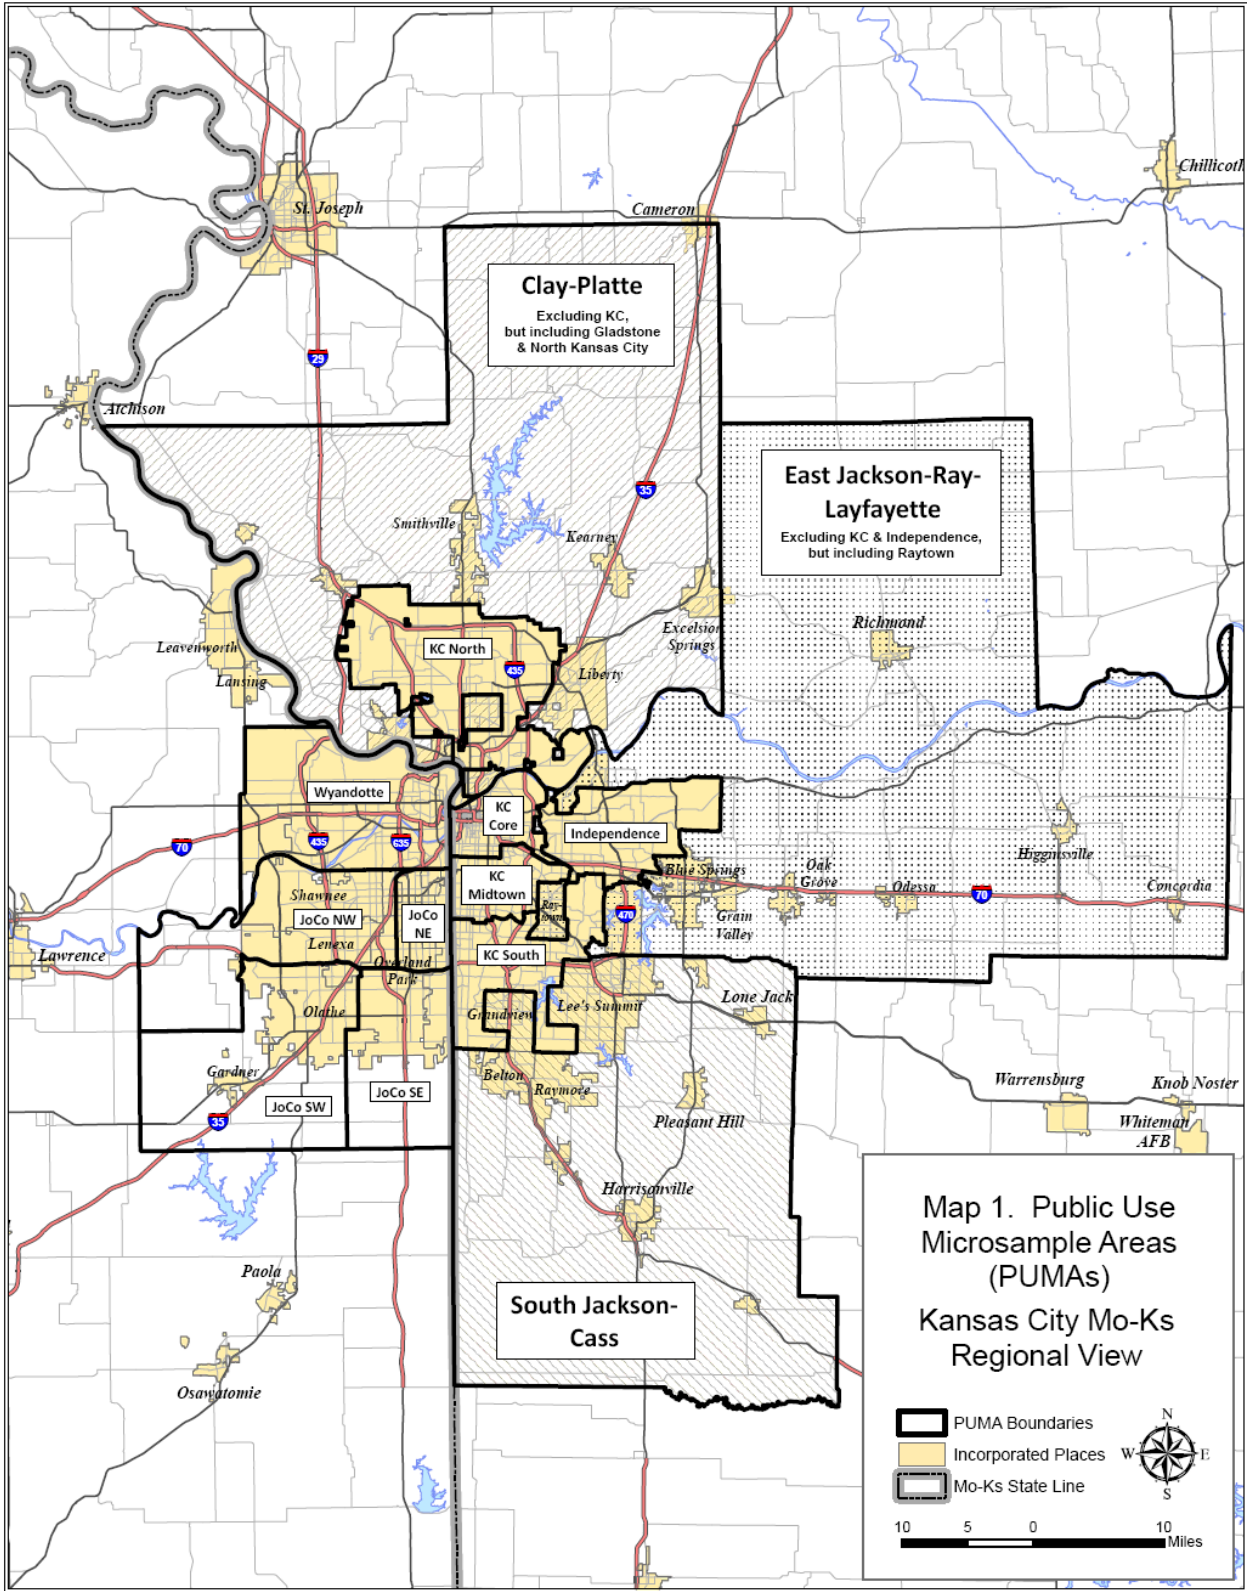 Chillicoth
St. Joseph
Cameron
Clay-Platte
Excluding KC,
but including Gladstone
& North Kansas City
29
Atchison
35
East Jackson-Ray-
Layfayette
Excluding KC & Independence,
but including Raytown
Smithville
Kearney
Excelsior
Springs
Richmond
Leavenworth
KC North
435
Liberty
Lansing
Wyandotte
KC
Core
Independence
70
435
635
Higginsville
Blue Springs
Oak
Grove
Odessa
70
Concordia
KC
Midtown
Shawnee
JoCo NW
JoCo
NE
Ray-
town
470
Grain
Valley
Lenexa
Lawrence
Overland
Park
KC South
Olathe
Grandview
Lee's Summit
Lone Jack
Gardner
Belton
Raymore
JoCo SE
JoCo SW
35
Pleasant Hill
Warrensburg
Knob Noster
Whiteman
AFB
Harrisonville
Paola
Osawatomie
South Jackson-
Cass
Map 1. Public Use
Microsample Areas
(PUMAs)
Kansas City Mo-Ks
Regional View
PUMA Boundaries
Incorporated Places
Mo-Ks State Line
N
W
E
S
10 5 0 10
Miles